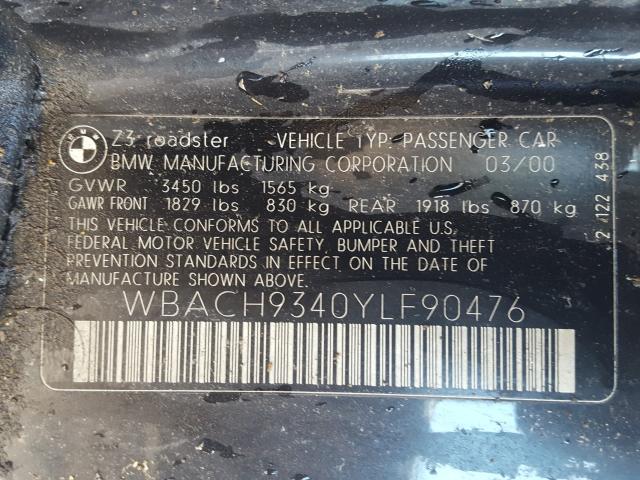 BMW
Z3 roadster VEHICLE TYP: PASSENGER CAR
BMW MANUFACTURING CORPORATION 03/00
GVWR 3450 lbs 1565 kg
GAWR FRONT 1829 lbs 830 kg REAR 1918 lbs 870 kg
THIS VEHICLE CONFORMS TO ALL APPLICABLE U.S.
FEDERAL MOTOR VEHICLE SAFETY, BUMPER AND THEFT
PREVENTION STANDARDS IN EFFECT ON THE DATE OF
MANUFACTURE SHOWN ABOVE.
WBACH9340YLF90476
2 122 438